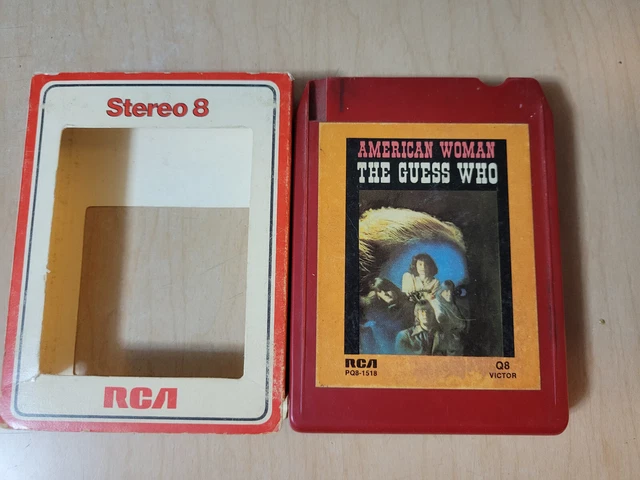 Stereo 8
RCA
AMERICAN WOMAN
THE GUESS WHO
RCA
PQ8-1518
Q8
VICTOR